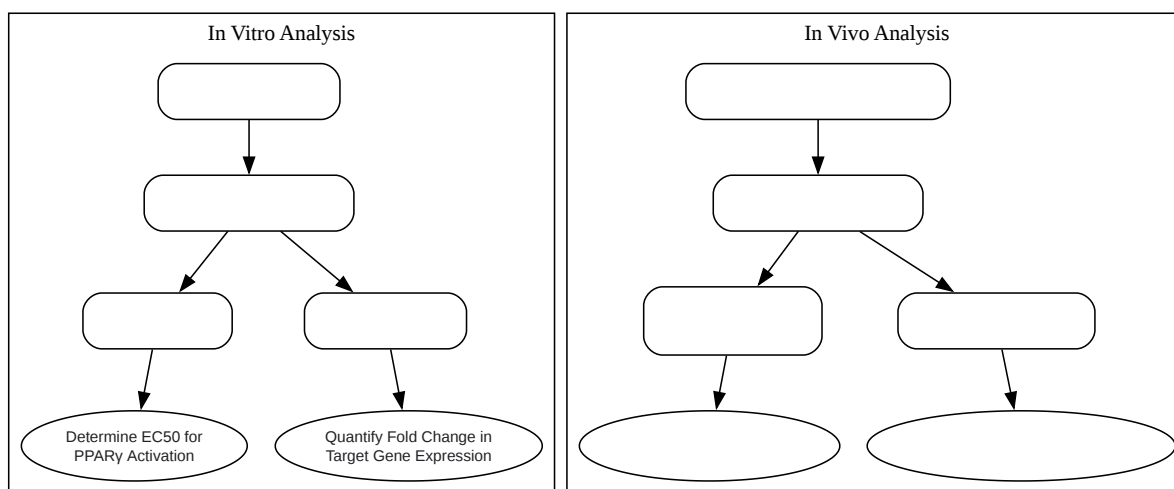 In Vitro Analysis
In Vivo Analysis
Determine EC50 for
PPARγ Activation
Quantify Fold Change in
Target Gene Expression